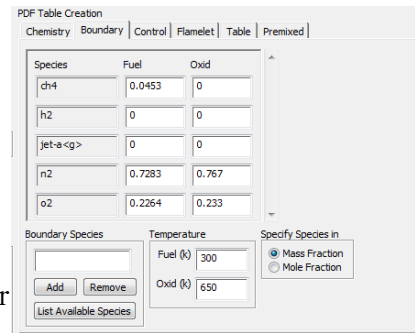 PDF Table Creation
Chemistry Boundary Control Flamelet Table Premixed
Species Fuel Oxid
ch4 0.0453 0
h2 0 0
jet-a<g> 0 0
n2 0.7283 0.767
o2 0.2264 0.233
Boundary Species Temperature Specify Species in
Fuel (k) 300 Mass Fraction
Mole Fraction
Add Remove Oxid (k) 650
List Available Species
r